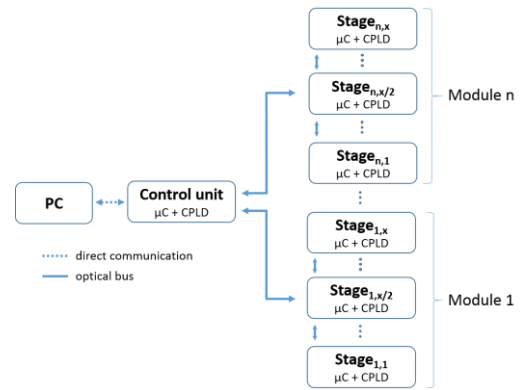 Stage n,x
µC + CPLD
Stage n,x/2
µC + CPLD
Module n
Stage n,1
µC + CPLD
PC
Control unit
µC + CPLD
Stage 1,x
µC + CPLD
direct communication
optical bus
Stage 1,x/2
µC + CPLD
Module 1
Stage 1,1
µC + CPLD